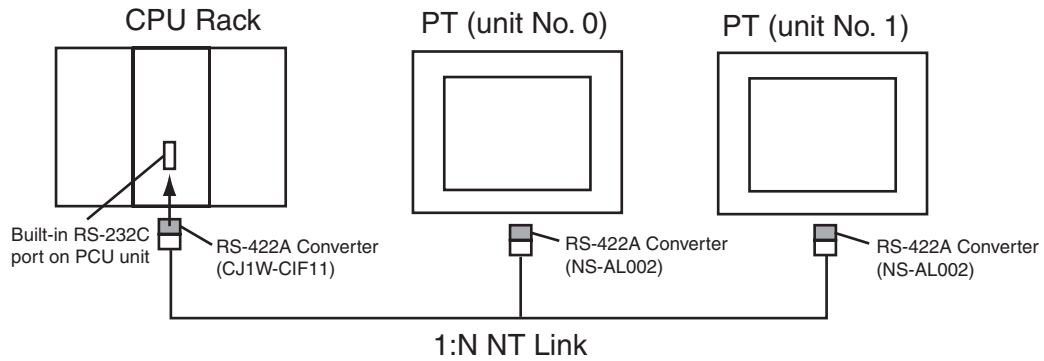 CPU Rack
PT (unit No. 0)
PT (unit No. 1)
Built-in RS-232C
port on PCU unit
RS-422A Converter
(CJ1W-CIF11)
RS-422A Converter
(NS-AL002)
RS-422A Converter
(NS-AL002)
1:N NT Link